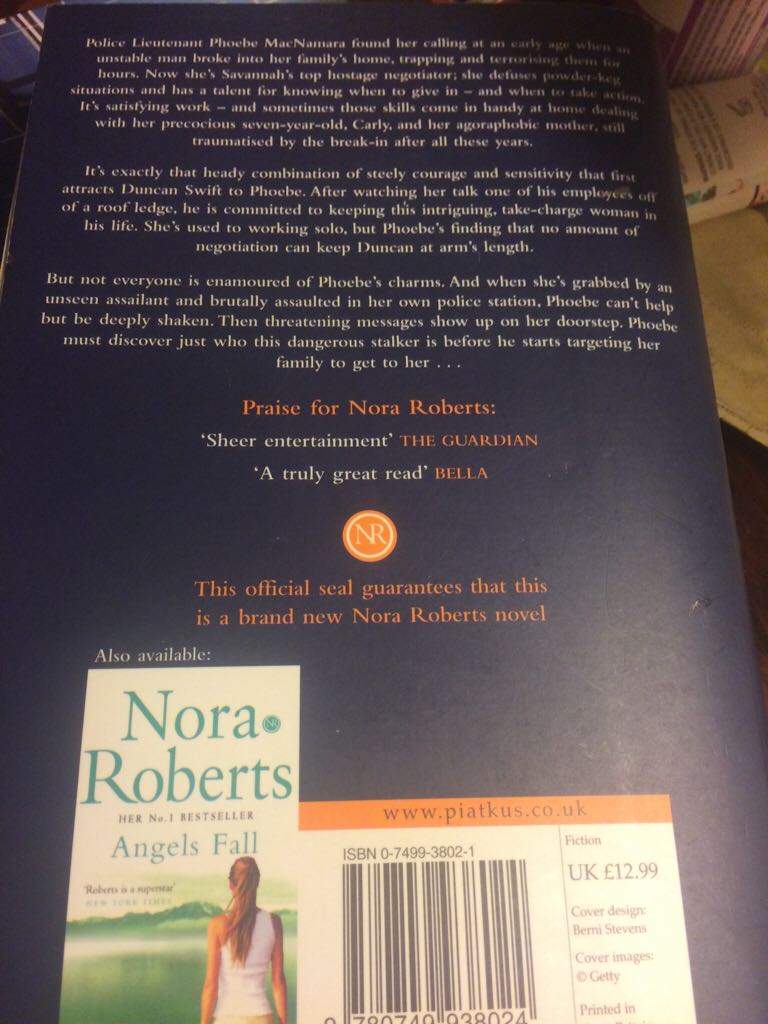 Police Lieutenant Phoebe MacNamara found her calling at an early age when an
unstable man broke into her family's home, trapping and terrorising them for
hours. Now she's Savannah's top hostage negotiator; she defuses powder-keg
situations and has a talent for knowing when to give in – and when to take action.
It's satisfying work – and sometimes those skills come in handy at home dealing
with her precocious seven-year-old, Carly, and her agoraphobic mother, still
traumatised by the break-in after all these years.
It's exactly that heady combination of steely courage and sensitivity that first
attracts Duncan Swift to Phoebe. After watching her talk one of his employees off
of a roof ledge, he is committed to keeping this intriguing, take-charge woman in
his life. She's used to working solo, but Phoebe's finding that no amount of
negotiation can keep Duncan at arm's length.
But not everyone is enamoured of Phoebe's charms. And when she's grabbed by an
unseen assailant and brutally assaulted in her own police station, Phoebe can't help
but be deeply shaken. Then threatening messages show up on her doorstep. Phoebe
must discover just who this dangerous stalker is before he starts targeting her
family to get to her . . .
Praise for Nora Roberts:
'Sheer entertainment' THE GUARDIAN
'A truly great read' BELLA
NR
This official seal guarantees that this
is a brand new Nora Roberts novel
Also available:
Nora NR
Roberts
HER No.1 BESTSELLER
Angels Fall
'Roberts is a superstar'
NEW YORK TIMES
www.piatkus.co.uk
ISBN 0-7499-3802-1
9 780749 938024
Fiction
UK £12.99
Cover design:
Berni Stevens
Cover images:
© Getty
Printed in